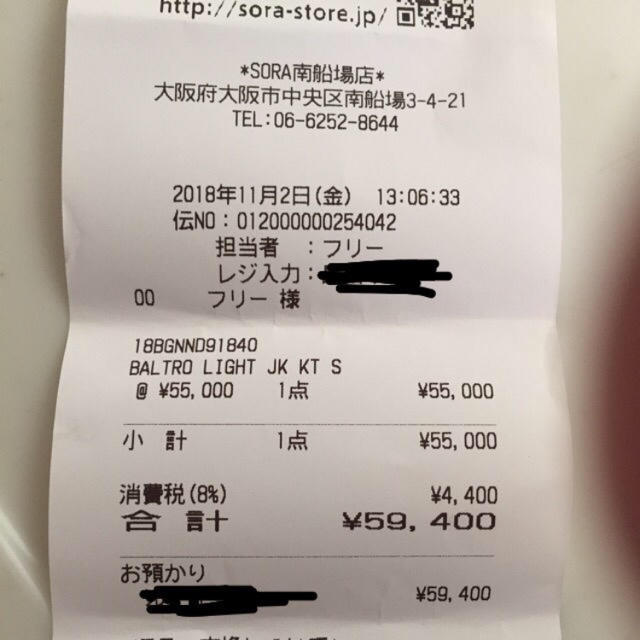 http://sora-store.jp/
*SORA南船場店*
大阪府大阪市中央区南船場3-4-21
TEL:06-6252-8644
2018年11月2日(金) 13:06:33
伝NO:012000000254042
担当者 :フリー
レジ入力:
00 フリー 様
18BGNND91840
BALTRO LIGHT JK KT S
@ ¥55,000 1点 ¥55,000
小 計 1点 ¥55,000
消費税(8%) ¥4,400
合 計 ¥59,400
お預かり
¥59,400